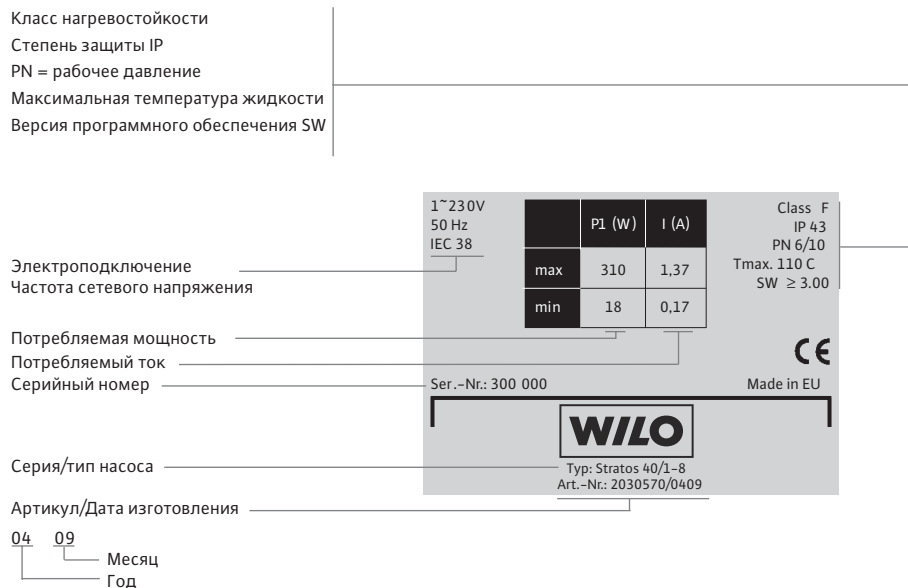 Класс нагревостойкости
Степень защиты IP
PN = рабочее давление
Максимальная температура жидкости
Версия программного обеспечения SW
1~230V
50 Hz
IEC 38
P1 (W) I (A)
max 310 1,37
min 18 0,17
Class F
IP 43
PN 6/10
Tmax. 110 C
SW ≥ 3.00
Электроподключение
Частота сетевого напряжения
Потребляемая мощность
Потребляемый ток
CE
Серийный номер
Ser.-Nr.: 300 000
Made in EU
WILO
Серия/тип насоса
Typ: Stratos 40/1-8
Art.-Nr.: 2030570/0409
Артикул/Дата изготовления
04 09
Месяц
Год